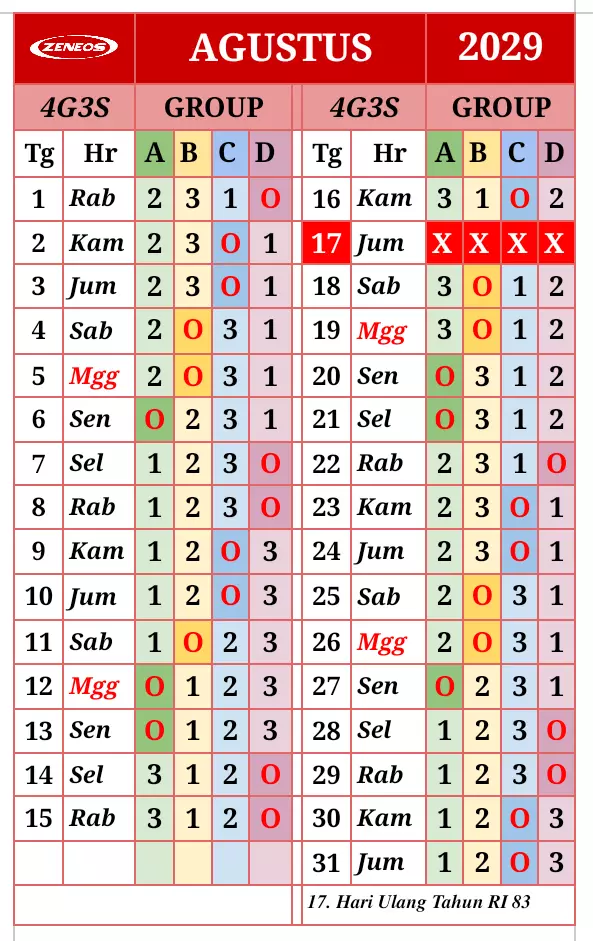 ZENEOS AGUSTUS 2029
4G3S GROUP 4G3S GROUP
Tg Hr A B C D Tg Hr A B C D
1 Rab 2 3 1 O 16 Kam 3 1 O 2
2 Kam 2 3 O 1 17 Jum X X X X
3 Jum 2 3 O 1 18 Sab 3 O 1 2
4 Sab 2 O 3 1 19 Mgg 3 O 1 2
5 Mgg 2 O 3 1 20 Sen O 3 1 2
6 Sen O 2 3 1 21 Sel O 3 1 2
7 Sel 1 2 3 O 22 Rab 2 3 1 O
8 Rab 1 2 3 O 23 Kam 2 3 O 1
9 Kam 1 2 O 3 24 Jum 2 3 O 1
10 Jum 1 2 O 3 25 Sab 2 O 3 1
11 Sab 1 O 2 3 26 Mgg 2 O 3 1
12 Mgg O 1 2 3 27 Sen O 2 3 1
13 Sen O 1 2 3 28 Sel 1 2 3 O
14 Sel 3 1 2 O 29 Rab 1 2 3 O
15 Rab 3 1 2 O 30 Kam 1 2 O 3
31 Jum 1 2 O 3
17. Hari Ulang Tahun RI 83